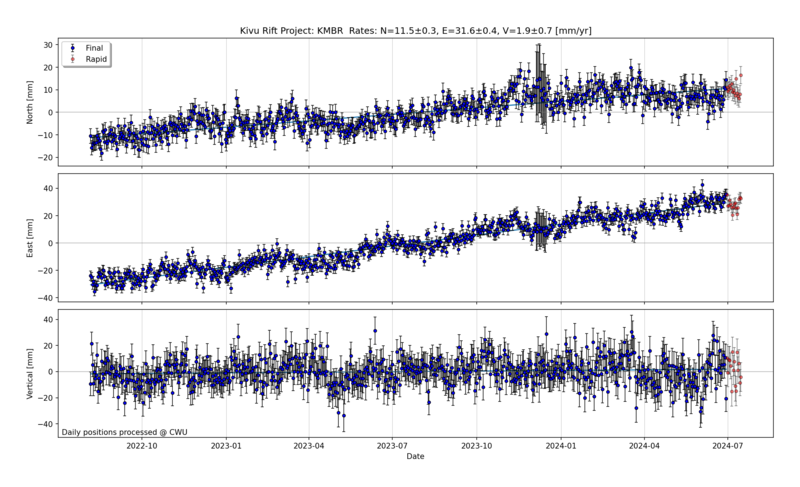 Kivu Rift Project: KMBR Rates: N=11.5±0.3, E=31.6±0.4, V=1.9±0.7 [mm/yr]
Final
Rapid
30
20
10
0
−10
−20
North [mm]
40
20
0
−20
−40
East [mm]
40
20
0
−20
−40
Vertical [mm]
Daily positions processed @ CWU
2022-10 2023-01 2023-04 2023-07 2023-10 2024-01 2024-04 2024-07
Date